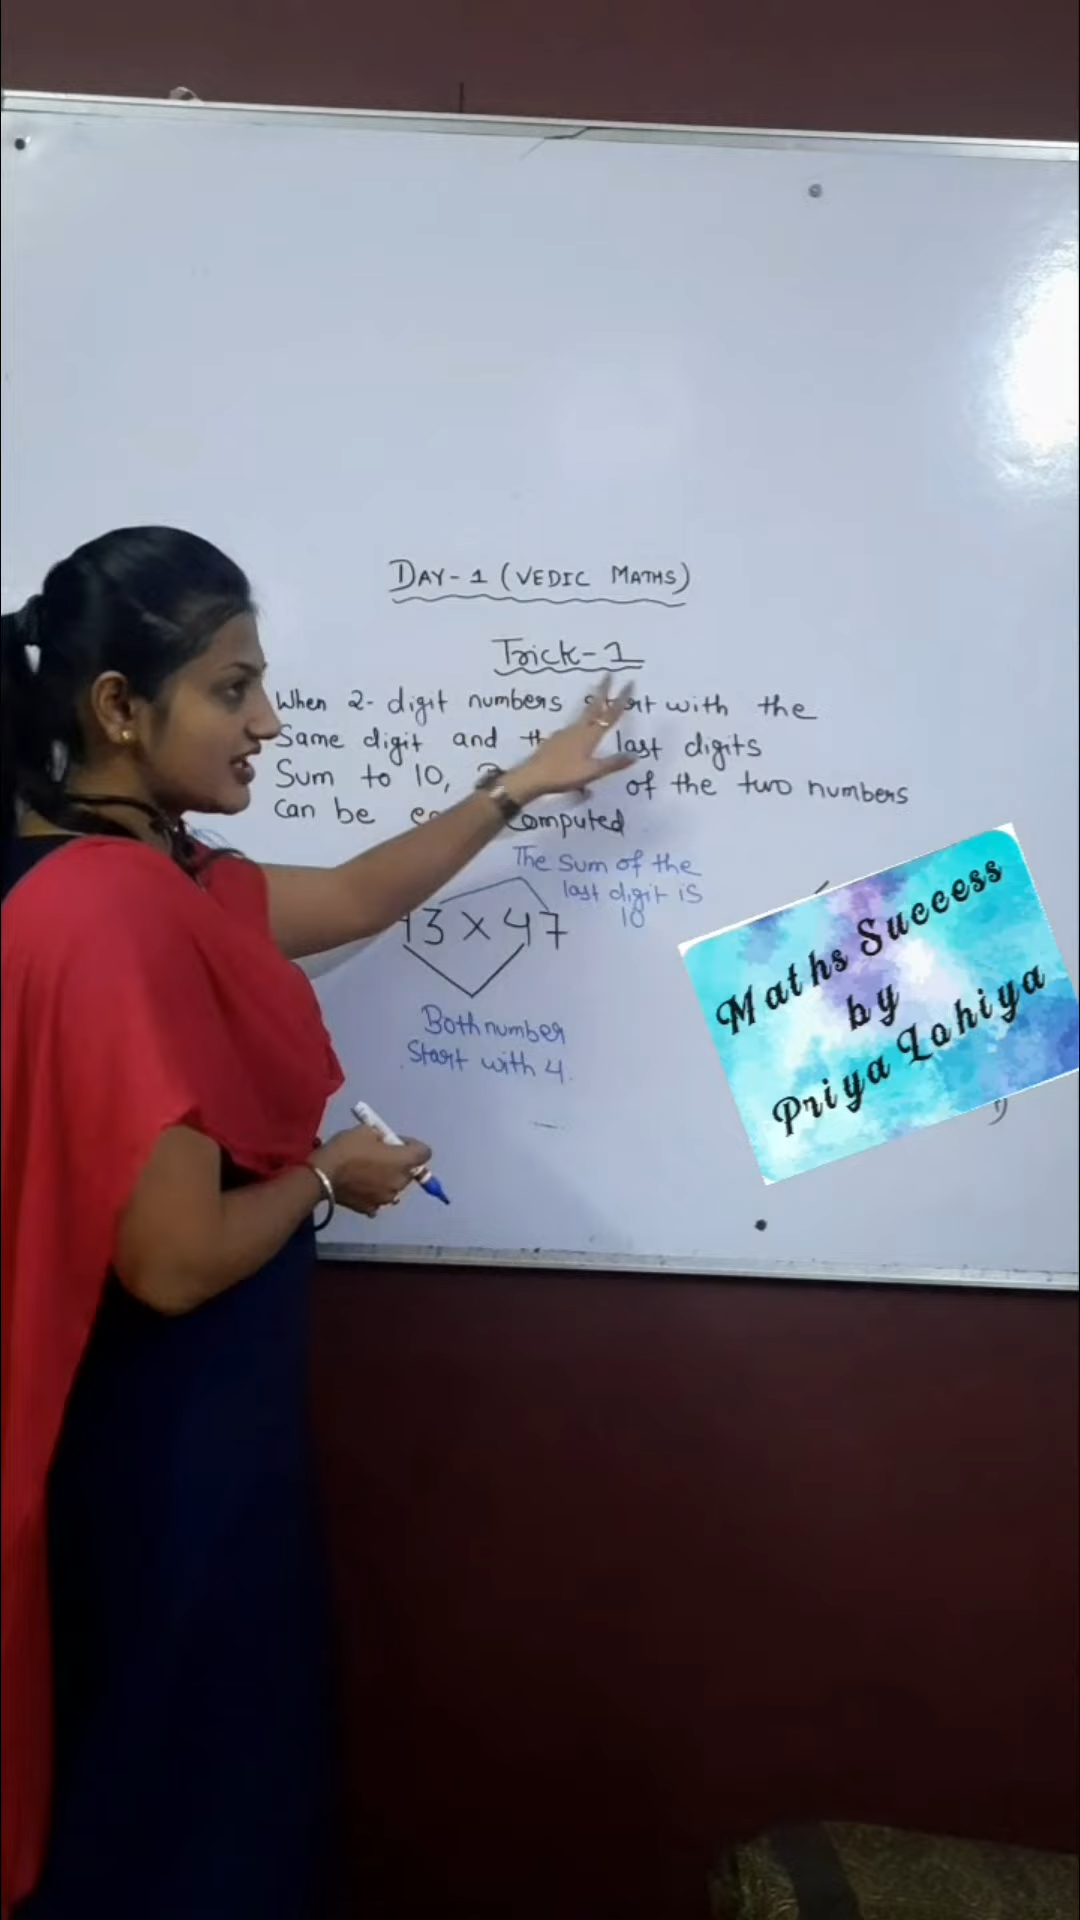 DAY-1 (VEDIC MATHS)
Trick-1
When 2-digit numbers start with the
Same digit and last digits
Sum to 10, of the two numbers
Can be computed
The sum of the
last digit is
10
43 x 47
Both number
Start with 4.
Maths Success
by
Priya Lohiya